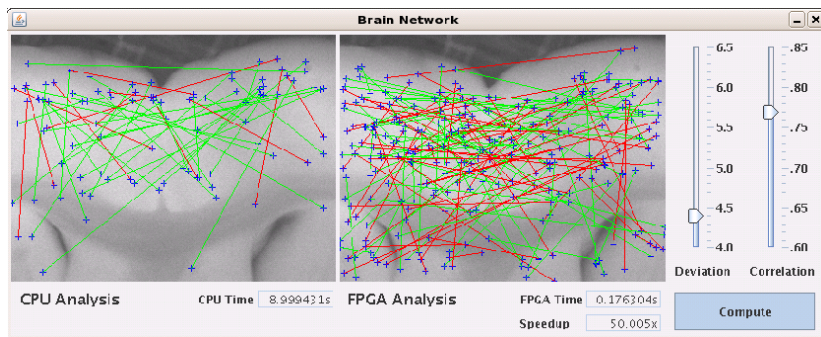 Brain Network
6.5
6.0
5.5
5.0
4.5
4.0
Deviation
.85
.80
.75
.70
.65
.60
Correlation
CPU Analysis
CPU Time 8.999431s
FPGA Analysis
FPGA Time 0.176304s
Speedup 50.005x
Compute